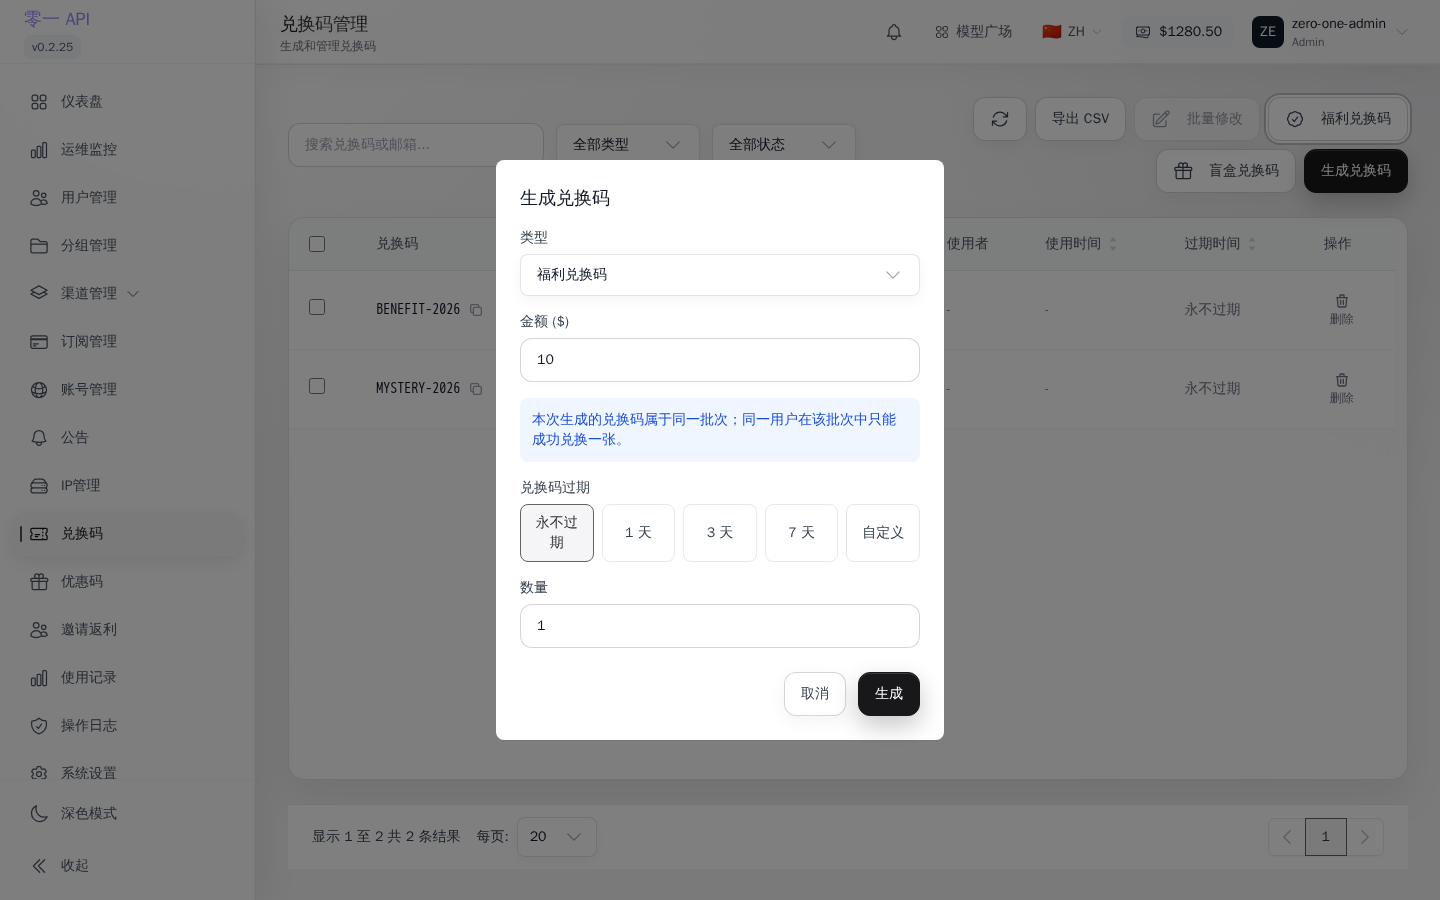 零一 API
v0.2.25
仪表盘
运维监控
用户管理
分组管理
渠道管理
订阅管理
账号管理
公告
IP管理
兑换码
优惠码
邀请返利
使用记录
操作日志
系统设置
深色模式
收起
兑换码管理
生成和管理兑换码
模型广场
🇨🇳 ZH
$1280.50
ZE
zero-one-admin
Admin
搜索兑换码或邮箱...
全部类型
全部状态
导出 CSV
批量修改
福利兑换码
盲盒兑换码
生成兑换码
兑换码
使用者
使用时间
过期时间
操作
BENEFIT-2026
-
-
永不过期
删除
MYSTERY-2026
-
-
永不过期
删除
生成兑换码
类型
福利兑换码
金额 ($)
10
本次生成的兑换码属于同一批次；同一用户在该批次中只能
成功兑换一张。
兑换码过期
永不过
期
1 天
3 天
7 天
自定义
数量
1
取消
生成
显示 1 至 2 共 2 条结果
每页:
20
1